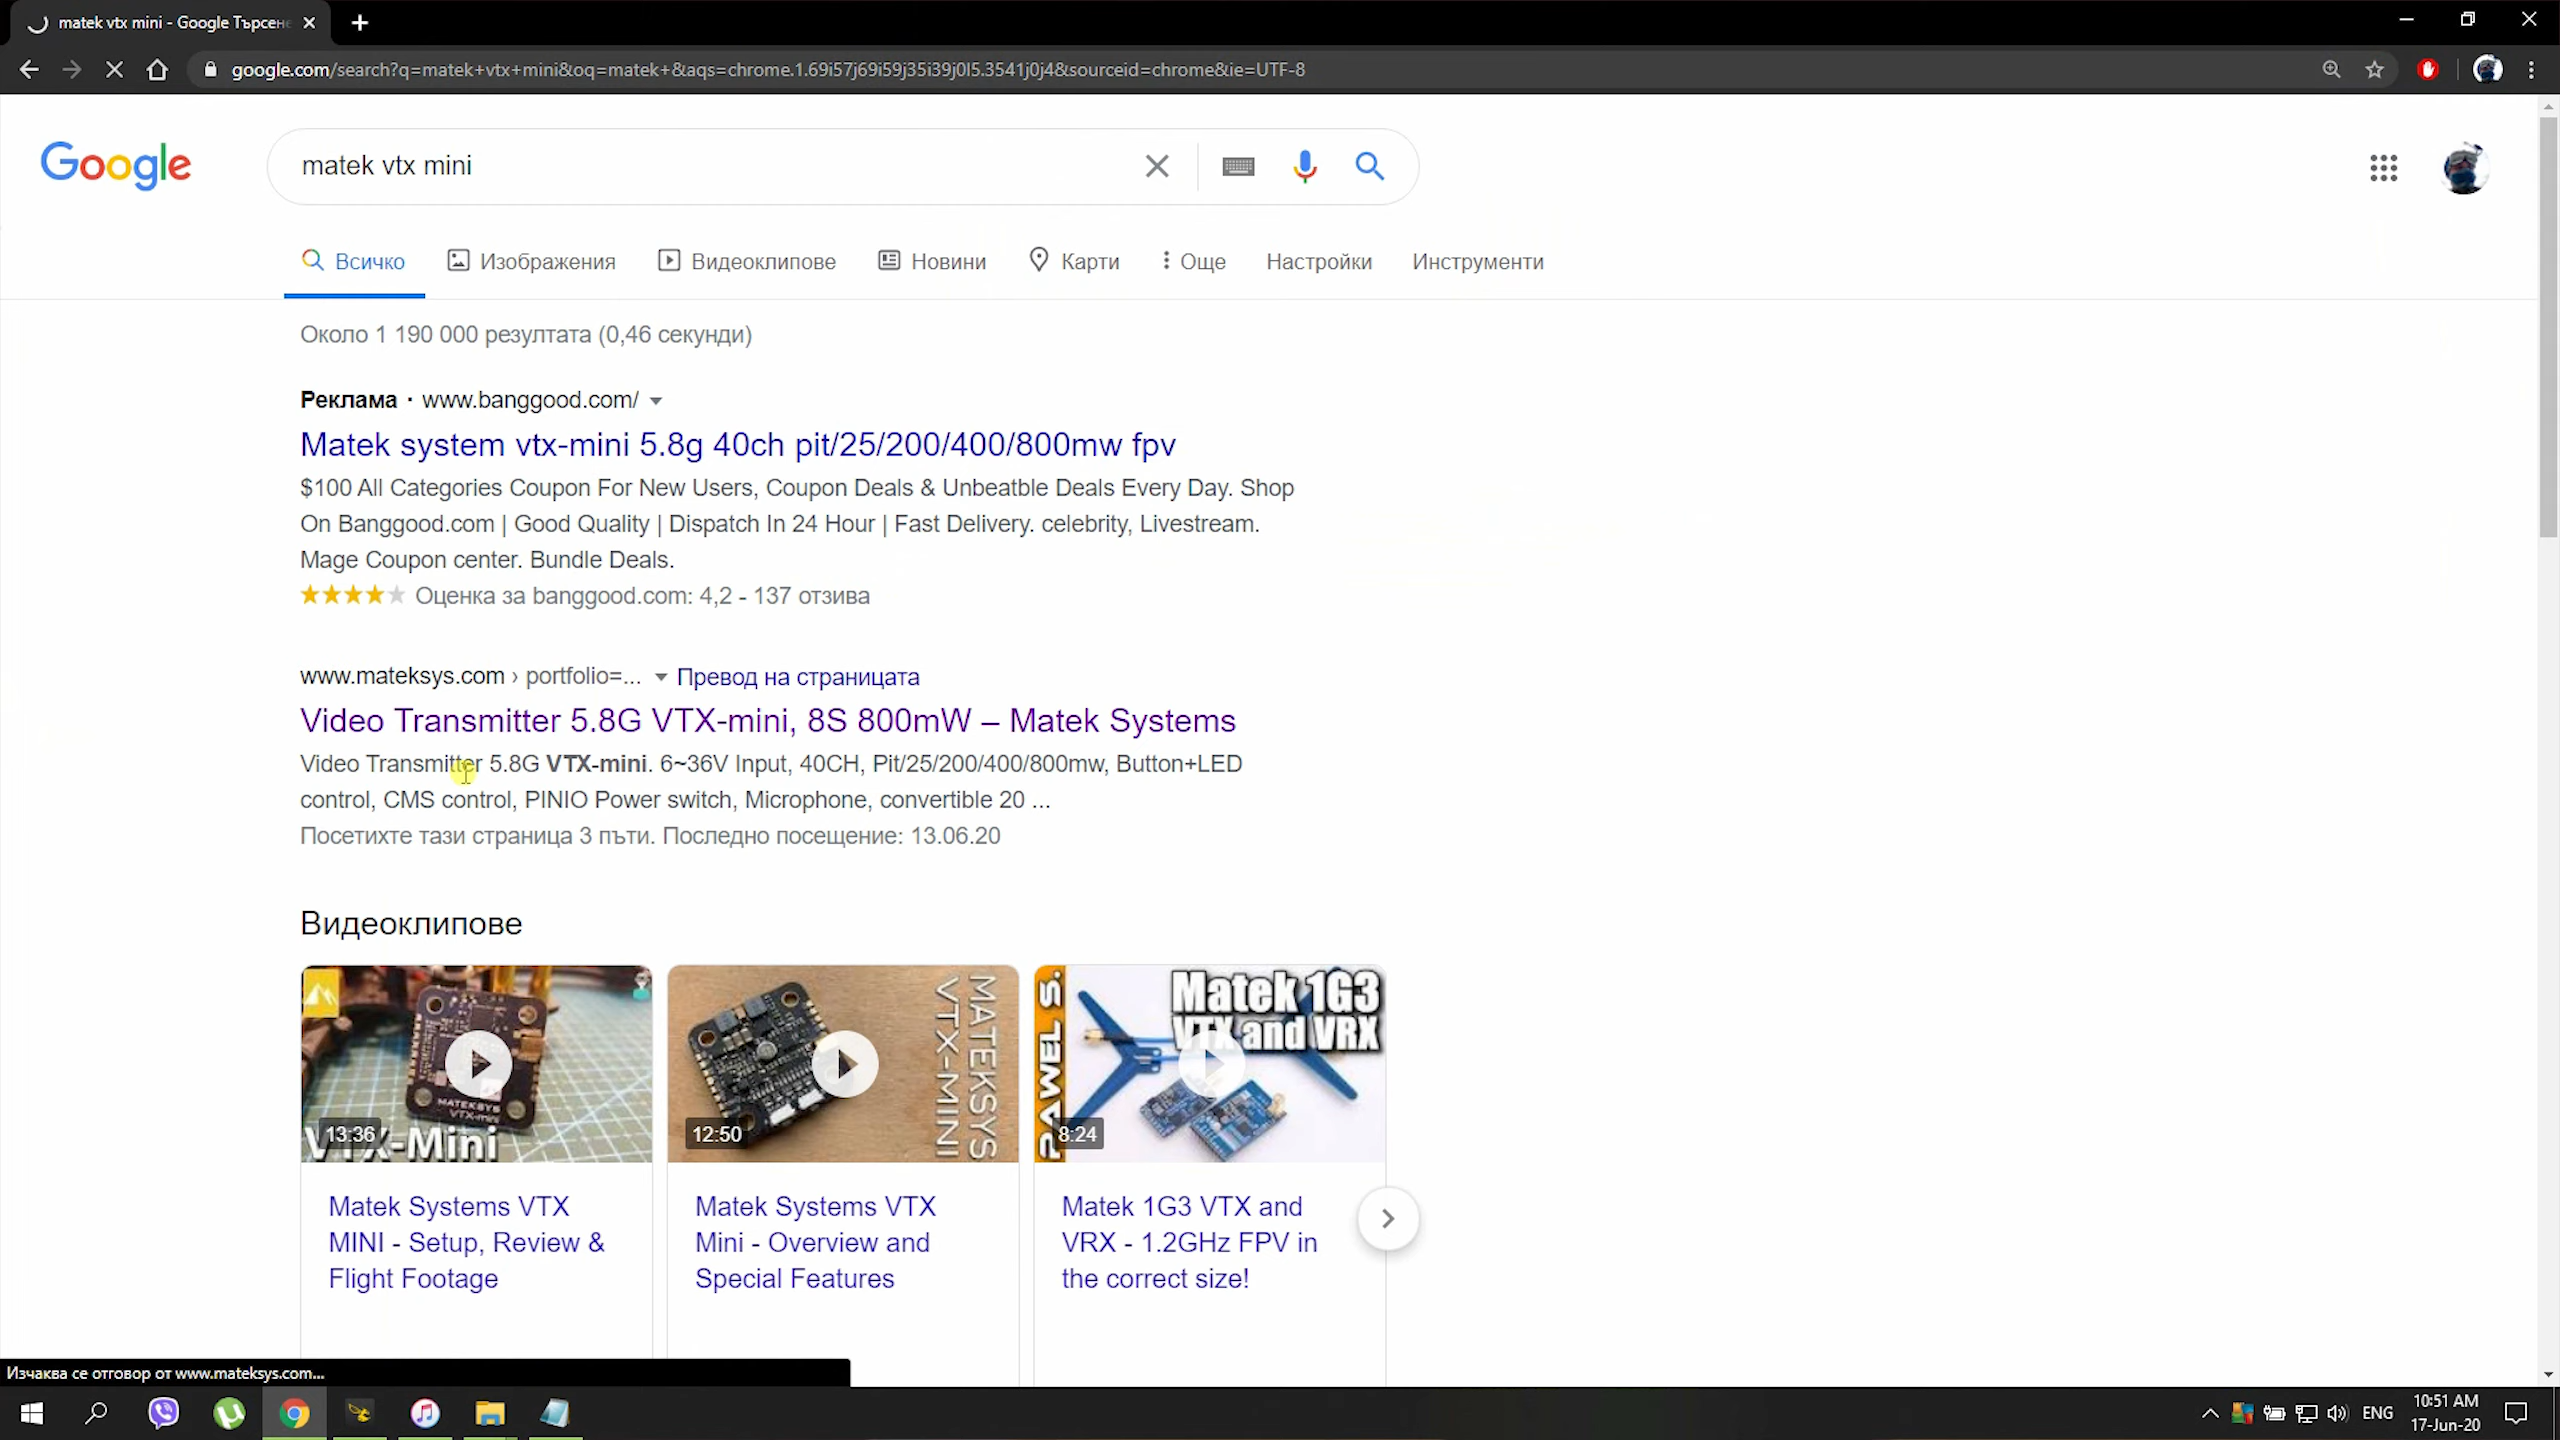 matek vtx mini - Google Търсене
google.com/search?q=matek+vtx+mini&oq=matek+&aqs=chrome.1.69i57j69i59j35i39j0l5.3541j0j4&sourceid=chrome&ie=UTF-8
Google
matek vtx mini
Всичко Изображения Видеоклипове Новини Карти Още Настройки Инструменти
Около 1 190 000 резултата (0,46 секунди)
Реклама · www.banggood.com/
Matek system vtx-mini 5.8g 40ch pit/25/200/400/800mw fpv
$100 All Categories Coupon For New Users, Coupon Deals & Unbeatble Deals Every Day. Shop
On Banggood.com | Good Quality | Dispatch In 24 Hour | Fast Delivery. celebrity, Livestream.
Mage Coupon center. Bundle Deals.
Оценка за banggood.com: 4,2 - 137 отзива
www.mateksys.com › portfolio=... Превод на страницата
Video Transmitter 5.8G VTX-mini, 8S 800mW – Matek Systems
Video Transmitter 5.8G VTX-mini. 6~36V Input, 40CH, Pit/25/200/400/800mw, Button+LED
control, CMS control, PINIO Power switch, Microphone, convertible 20 ...
Посетихте тази страница 3 пъти. Последно посещение: 13.06.20
Видеоклипове
MATEKSYS
VTX-mini
13:36
VTX-Mini
MATEKSYS
VTX-MINI
12:50
PAWEL S.
Matek 1G3
VTX and VRX
8:24
Matek Systems VTX
MINI - Setup, Review &
Flight Footage
Matek Systems VTX
Mini - Overview and
Special Features
Matek 1G3 VTX and
VRX - 1.2GHz FPV in
the correct size!
Изчаква се отговор от www.mateksys.com...
ENG
10:51 AM
17-Jun-20